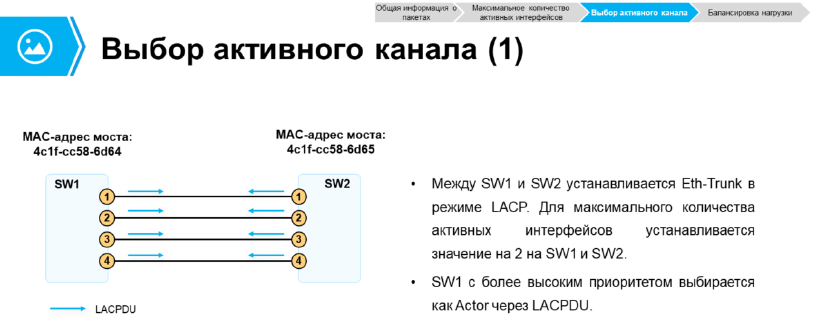 Общая информация о пакетах
Максимальное количество активных интерфейсов
Выбор активного канала
Балансировка нагрузки
Выбор активного канала (1)
MAC-адрес моста:
4c1f-cc58-6d64
MAC-адрес моста:
4c1f-cc58-6d65
SW1
SW2
1
1
2
2
3
3
4
4
LACPDU
• Между SW1 и SW2 устанавливается Eth-Trunk в
режиме LACP. Для максимального количества
активных интерфейсов устанавливается
значение на 2 на SW1 и SW2.
• SW1 с более высоким приоритетом выбирается
как Actor через LACPDU.